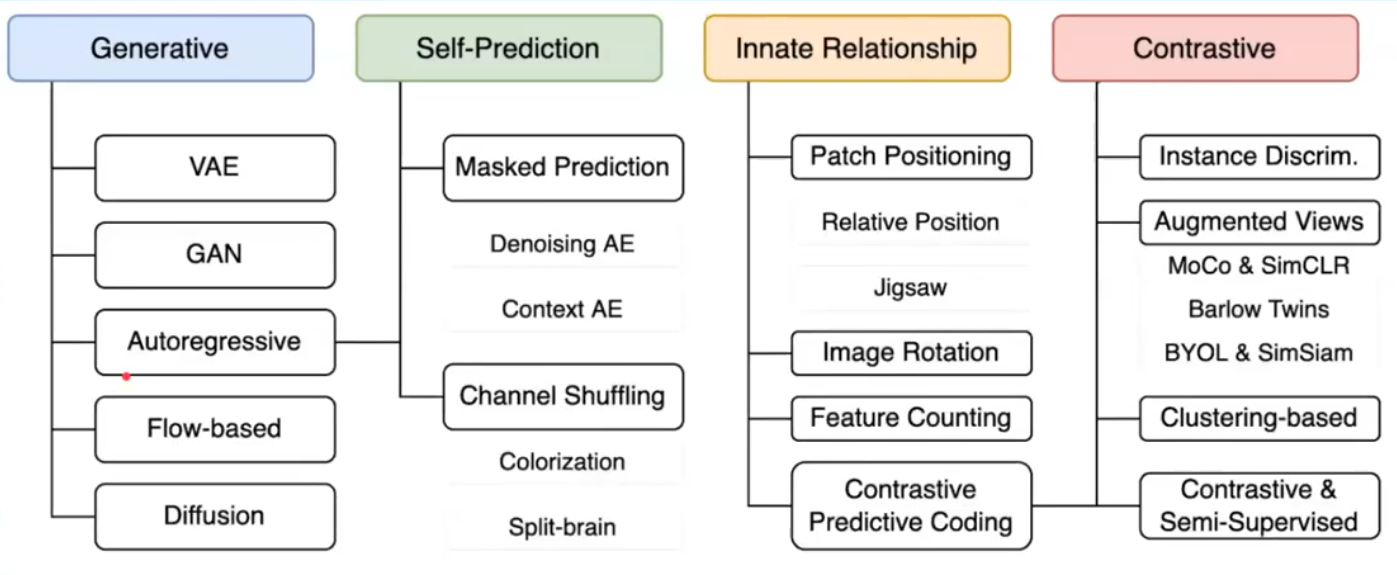 Generative
VAE
GAN
Autoregressive
Flow-based
Diffusion
Self-Prediction
Masked Prediction
Denoising AE
Context AE
Channel Shuffling
Colorization
Split-brain
Innate Relationship
Patch Positioning
Relative Position
Jigsaw
Image Rotation
Feature Counting
Contrastive
Predictive Coding
Contrastive
Instance Discrim.
Augmented Views
MoCo & SimCLR
Barlow Twins
BYOL & SimSiam
Clustering-based
Contrastive &
Semi-Supervised